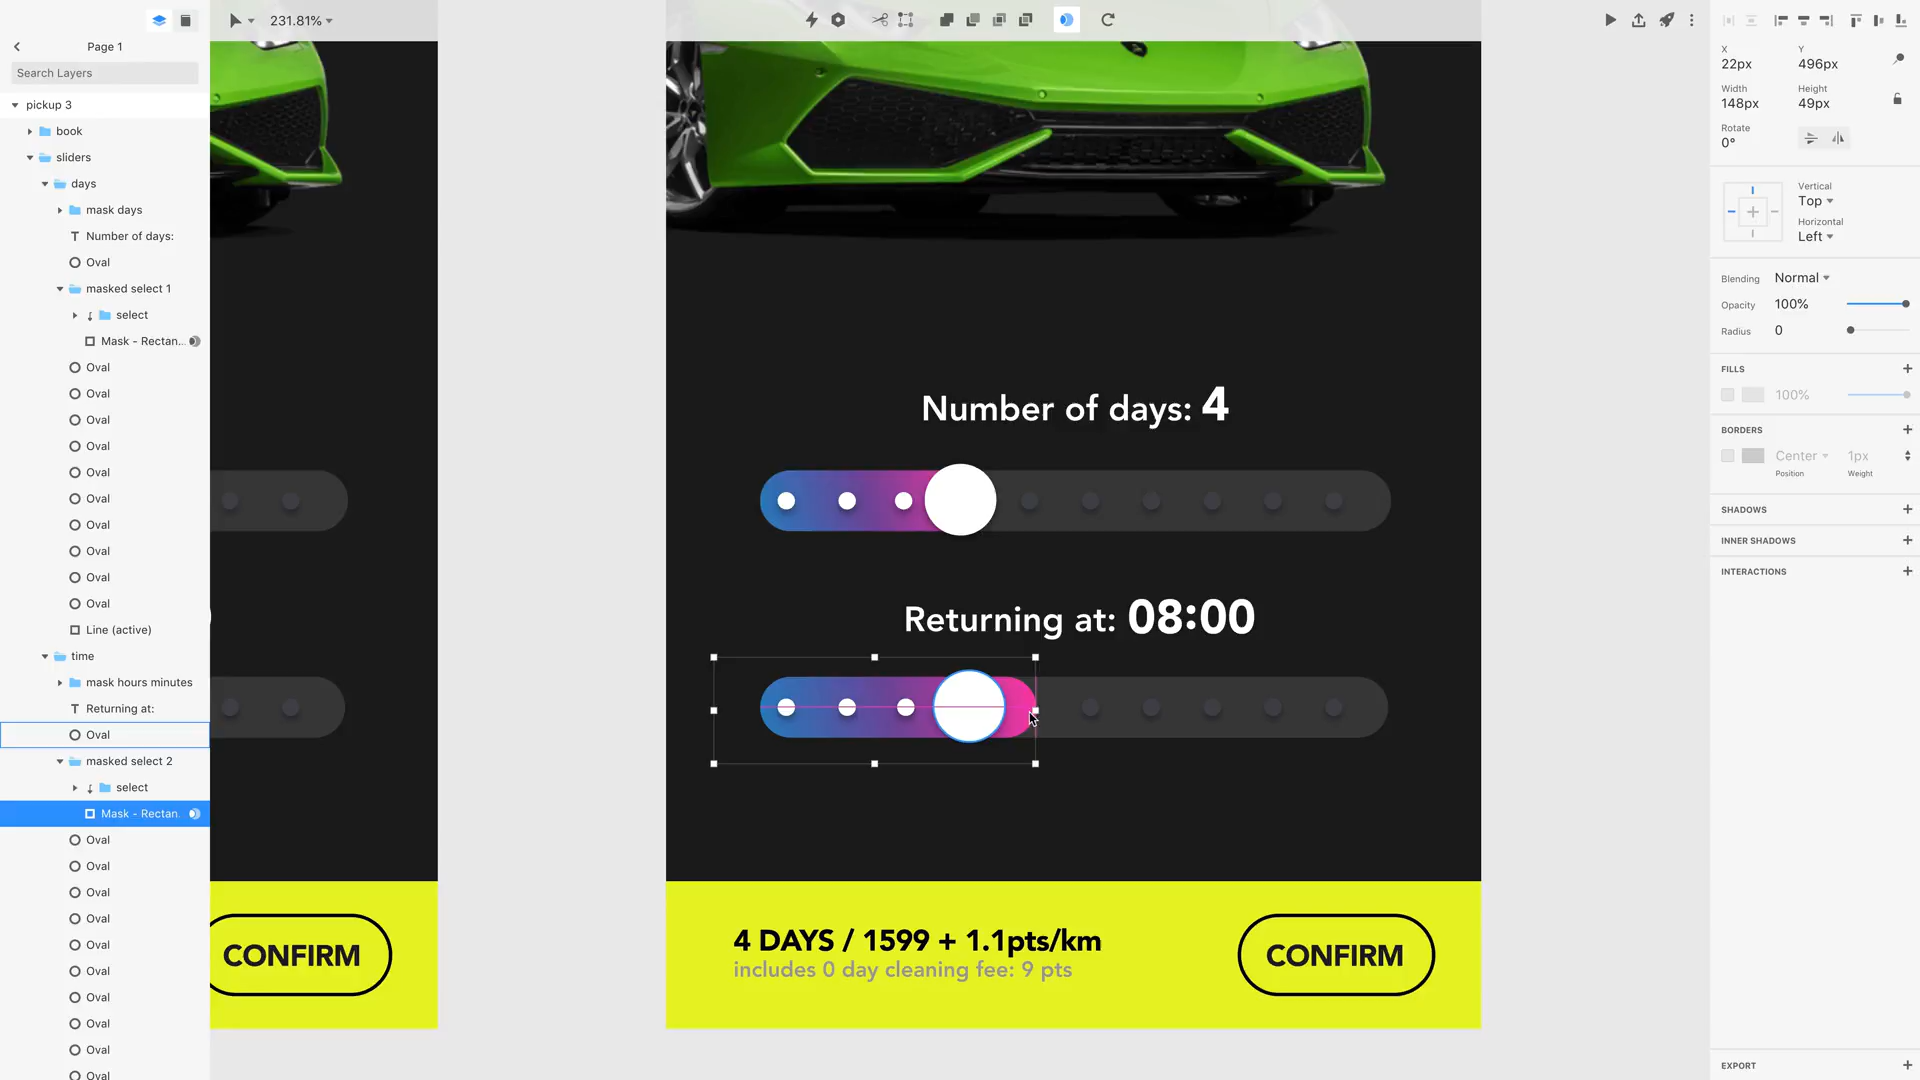 231.81%
Page 1
Search Layers
pickup 3
book
sliders
days
mask days
T Number of days:
Oval
masked select 1
select
Mask - Rectan...
Oval
Oval
Oval
Oval
Oval
Oval
Oval
Oval
Oval
Oval
Line (active)
time
mask hours minutes
T Returning at:
Oval
masked select 2
select
Mask - Rectan.
Oval
Oval
Oval
Oval
Oval
Oval
Oval
Oval
Oval
Oval
CONFIRM
Number of days: 4
Returning at: 08:00
4 DAYS / 1599 + 1.1pts/km
includes 0 day cleaning fee: 9 pts
CONFIRM
X
22px
Y
496px
Width
148px
Height
49px
Rotate
0°
Vertical
Top
Horizontal
Left
Blending Normal
Opacity 100%
Radius 0
FILLS
100%
BORDERS
Center 1px
Position Weight
SHADOWS
INNER SHADOWS
INTERACTIONS
EXPORT